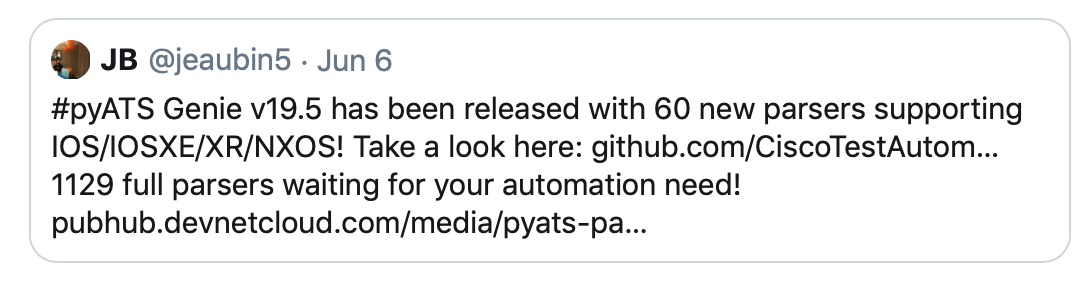 JB @jeaubin5 · Jun 6
#pyATS Genie v19.5 has been released with 60 new parsers supporting
IOS/IOSXE/XR/NXOS! Take a look here: github.com/CiscoTestAutom...
1129 full parsers waiting for your automation need!
pubhub.devnetcloud.com/media/pyats-pa...